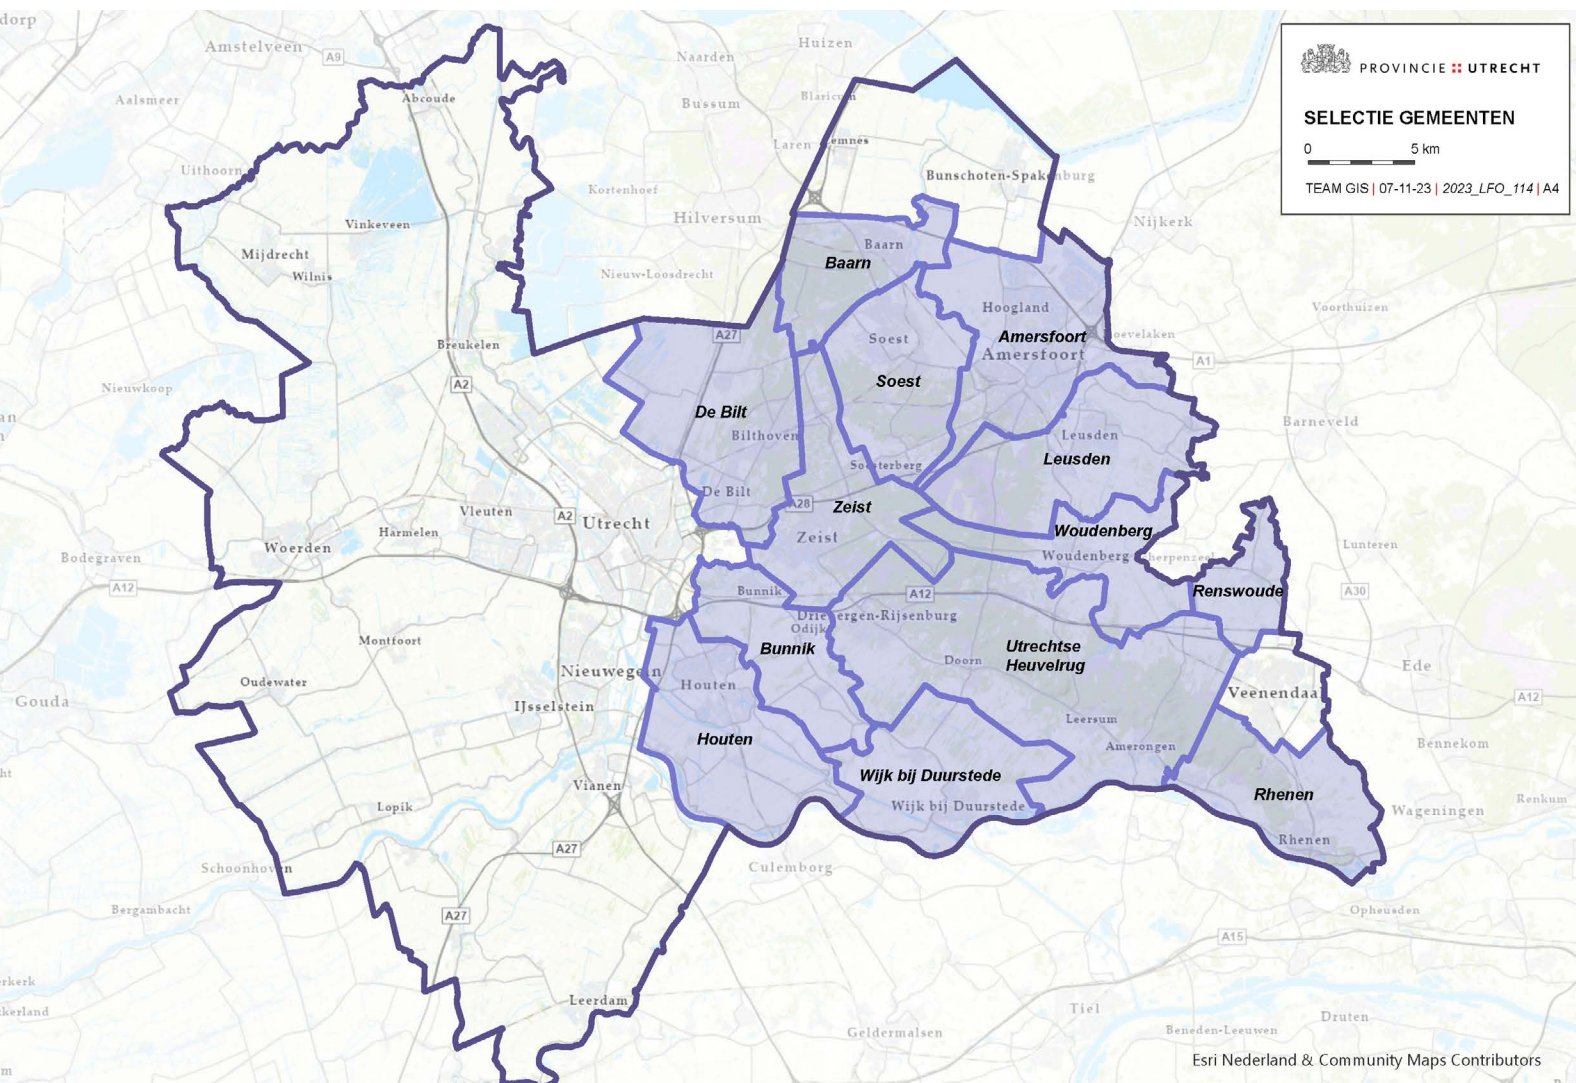 PROVINCIE :: UTRECHT
SELECTIE GEMEENTEN
0 5 km
TEAM GIS | 07-11-23 | 2023_LFO_114 | A4
dorp
Amstelveen
A9
Huizen
Naarden
Aalsmeer
Abcoude
Bussum
Blaricum
Laren
Uithoorn
Kortenhoef
Bunschoten-Spakenburg
Hilversum
Nijkerk
Vinkeveen
Baarn
Baarn
Mijdrecht
Wilnis
Nieuw-Loosdrecht
Hoogland
Voorthuizen
A27
Soest
Amersfoort
Amersfoort
Breukelen
A1
Nieuwkoop
A2
Soest
De Bilt
Bilthoven
Barneveld
Leusden
Leusden
Soesterberg
De Bilt
A28
Zeist
Zeist
Vleuten
A2
Utrecht
Harmelen
Woerden
Woudenberg
Woudenberg
Lunteren
Bodegraven
A12
Bunnik
A12
Renswoude
A30
Driebergen-Rijsenburg
Odijk
Bunnik
Montfoort
Utrechtse
Heuvelrug
Doorn
Ede
Nieuwegein
Oudewater
Houten
Veenendaal
A12
Gouda
IJsselstein
Leersum
Houten
Amerongen
Bennekom
Wijk bij Duurstede
Vianen
Rhenen
Lopik
Wijk bij Duurstede
Wageningen
Renkum
Rhenen
A27
Schoonhoven
Culemborg
Bergambacht
A27
Opheusden
A15
Leerdam
Tiel
Druten
Geldermalsen
Beneden-Leeuwen
Esri Nederland & Community Maps Contributors